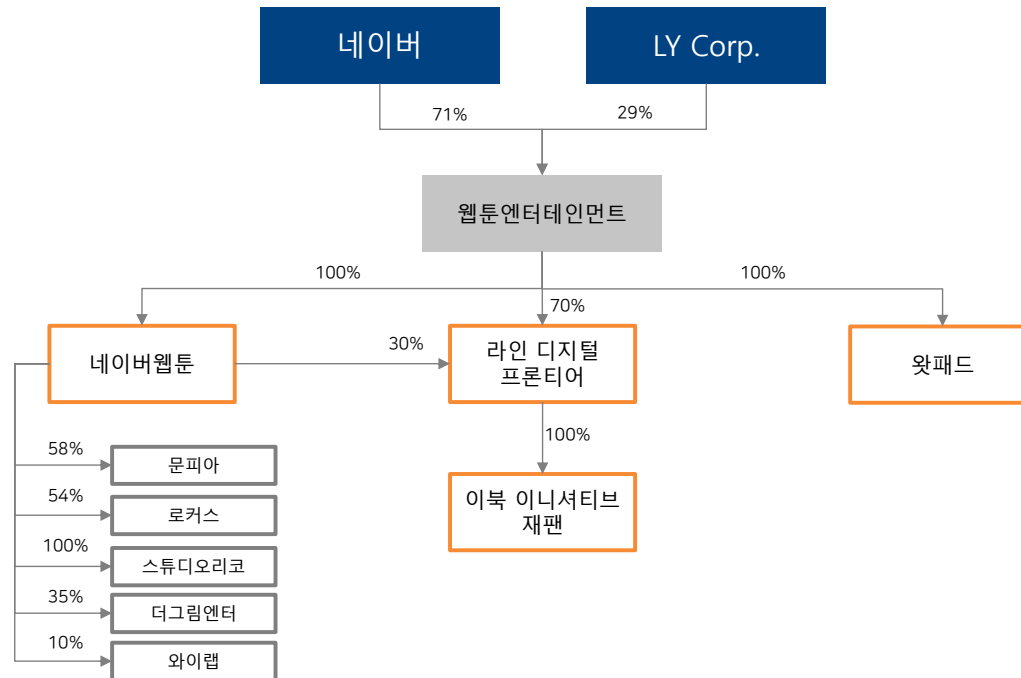 네이버
LY Corp.
71%
29%
웹툰엔터테인먼트
100%
70%
100%
네이버웹툰
30%
라인 디지털
프론티어
왓패드
100%
이북 이니셔티브
재팬
58%
문피아
54%
로커스
100%
스튜디오리코
35%
더그림엔터
10%
와이랩